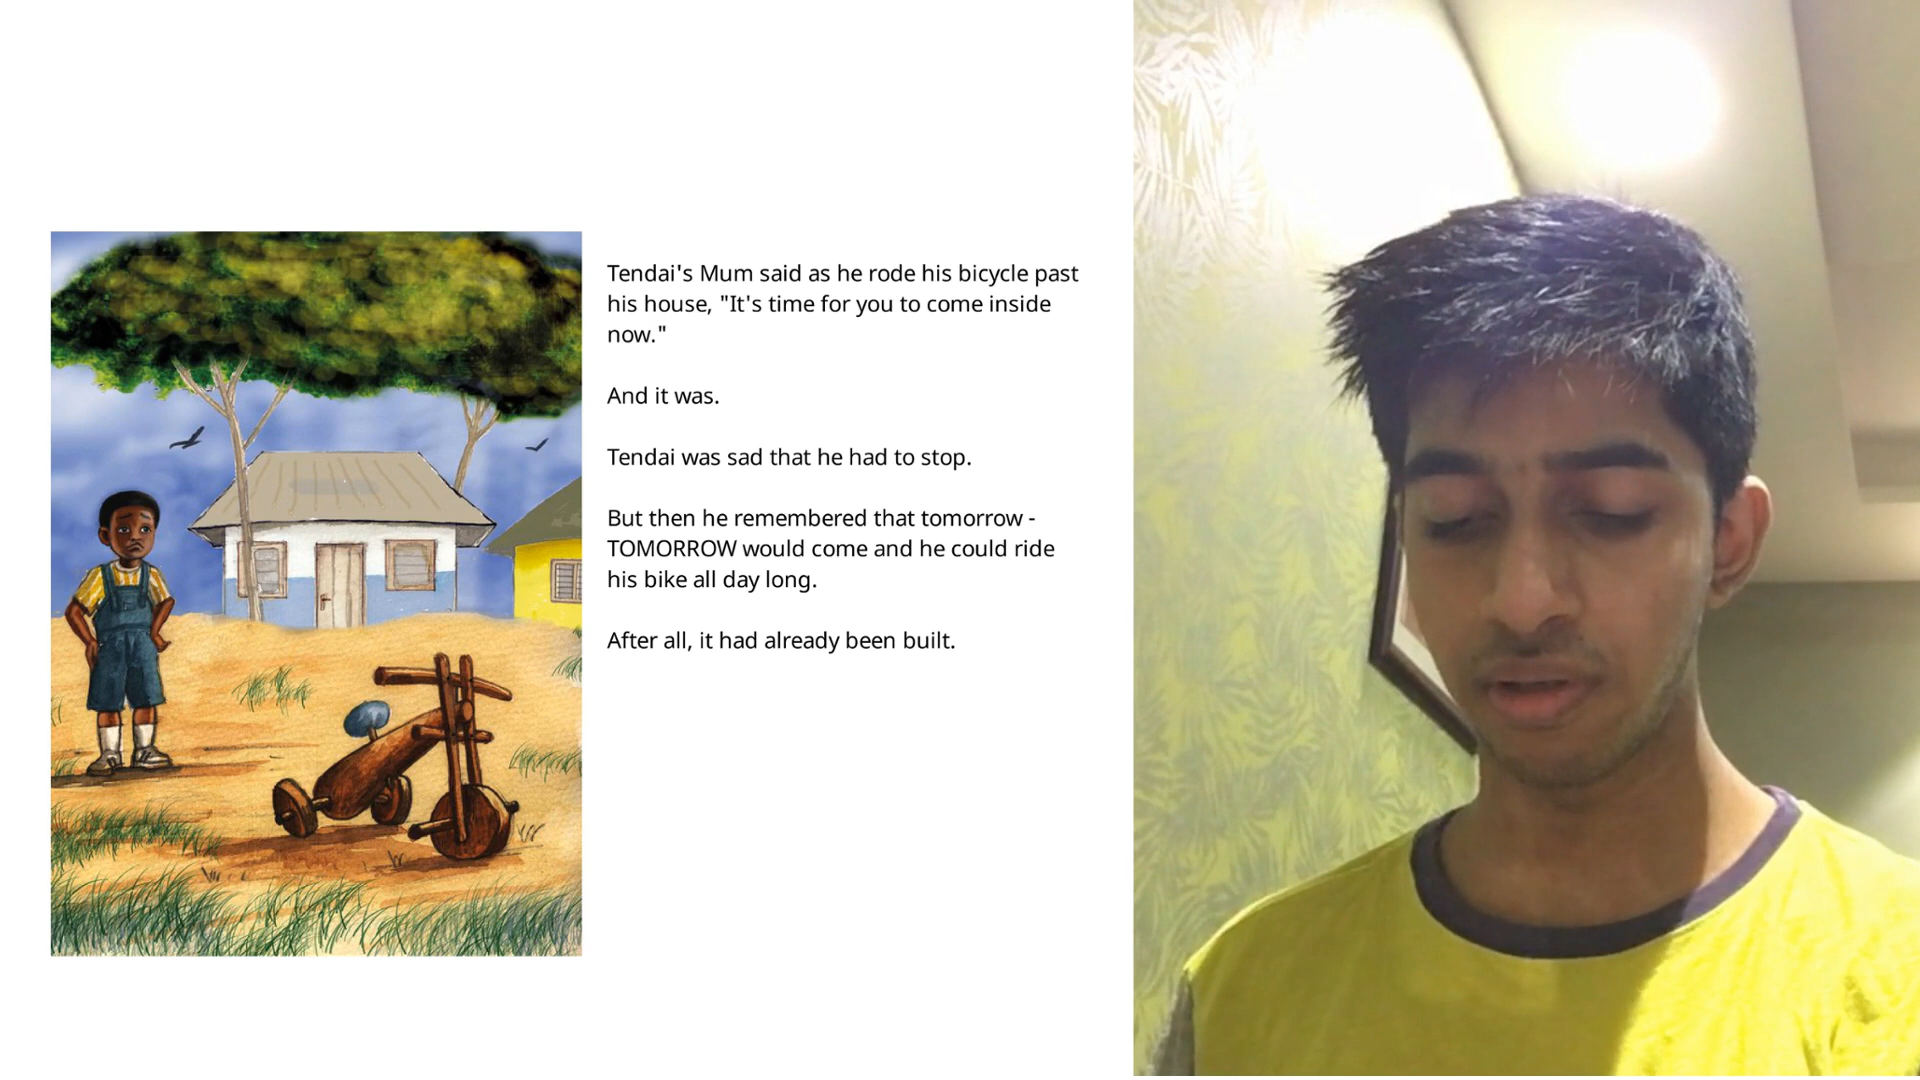 Tendai's Mum said as he rode his bicycle past
his house, "It's time for you to come inside
now."
And it was.
Tendai was sad that he had to stop.
But then he remembered that tomorrow -
TOMORROW would come and he could ride
his bike all day long.
After all, it had already been built.